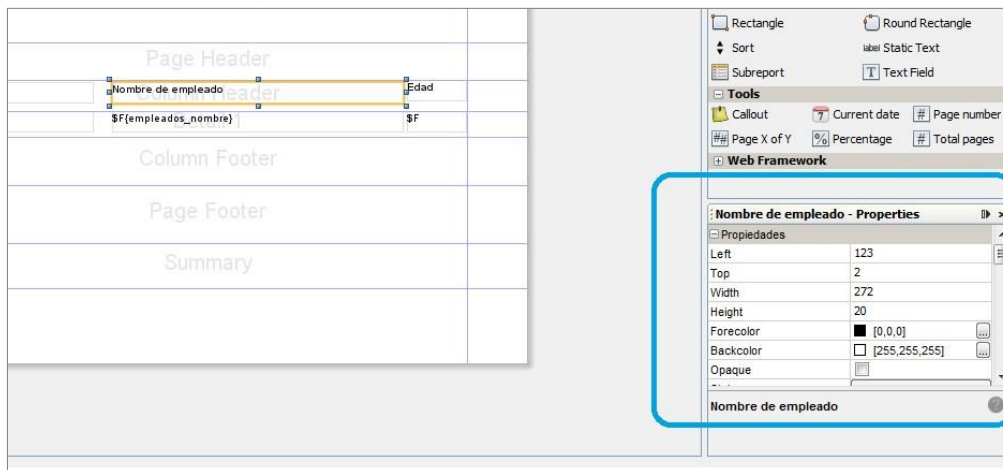 Page Header
Nombre de empleado
Column Header
Edad
$F{empleados_nombre}
Detail 1
$F
Column Footer
Page Footer
Summary
Rectangle
Round Rectangle
Sort
label Static Text
Subreport
T Text Field
Tools
Callout
7 Current date
# Page number
## Page X of Y
% Percentage
# Total pages
Web Framework
Nombre de empleado - Properties
Propiedades
Left 123
Top 2
Width 272
Height 20
Forecolor [0,0,0] ...
Backcolor [255,255,255] ...
Opaque
Nombre de empleado